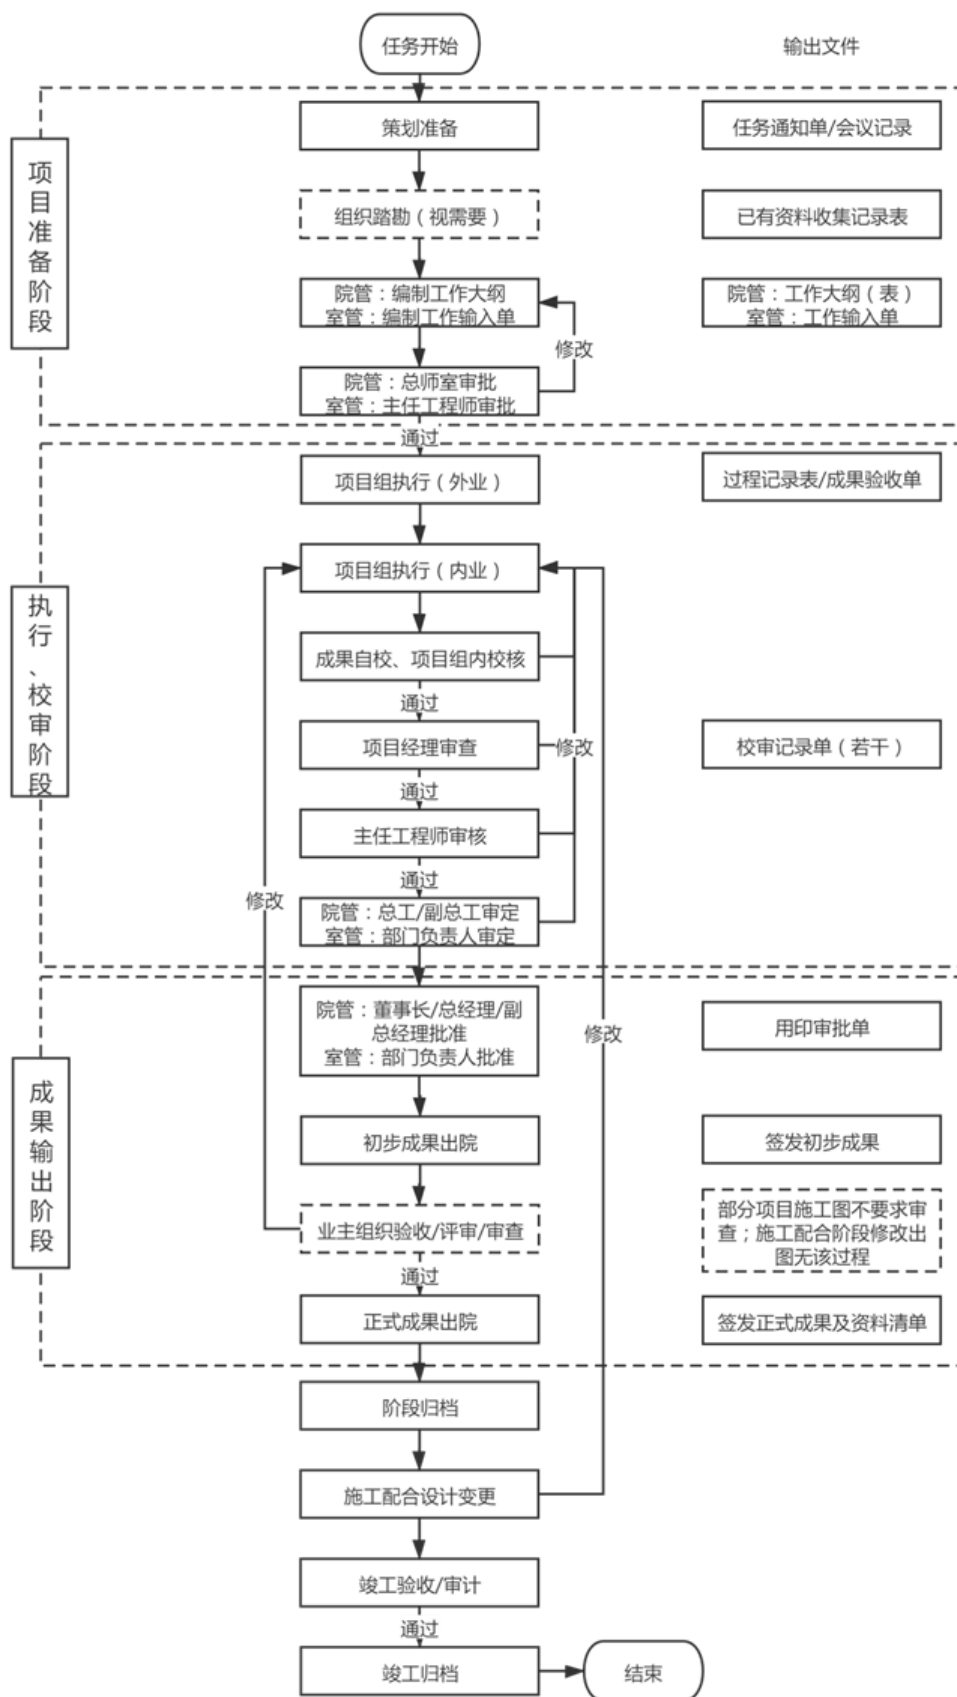 任务开始
输出文件
项目准备阶段
策划准备
任务通知单/会议记录
组织踏勘（视需要）
已有资料收集记录表
院管：编制工作大纲
室管：编制工作输入单
院管：工作大纲（表）
室管：工作输入单
修改
院管：总师室审批
室管：主任工程师审批
通过
执行、校审阶段
项目组执行（外业）
过程记录表/成果验收单
项目组执行（内业）
成果自校、项目组内校核
通过
项目经理审查
修改
校审记录单（若干）
通过
主任工程师审核
通过
修改
院管：总工/副总工审定
室管：部门负责人审定
成果输出阶段
院管：董事长/总经理/副
总经理批准
室管：部门负责人批准
修改
用印审批单
初步成果出院
签发初步成果
业主组织验收/评审/审查
部分项目施工图不要求审
查；施工配合阶段修改出
图无该过程
通过
正式成果出院
签发正式成果及资料清单
阶段归档
施工配合设计变更
竣工验收/审计
通过
竣工归档
结束